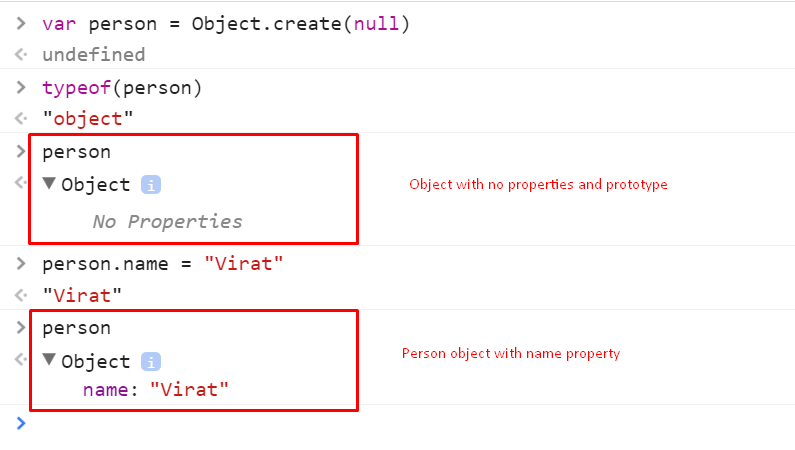 > var person = Object.create(null)
<· undefined
> typeof(person)
<· "object"
> person
<· ▼ Object i
Object with no properties and prototype
No Properties
> person.name = "Virat"
<· "Virat"
> person
<· ▼ Object i
Person object with name property
name: "Virat"
>